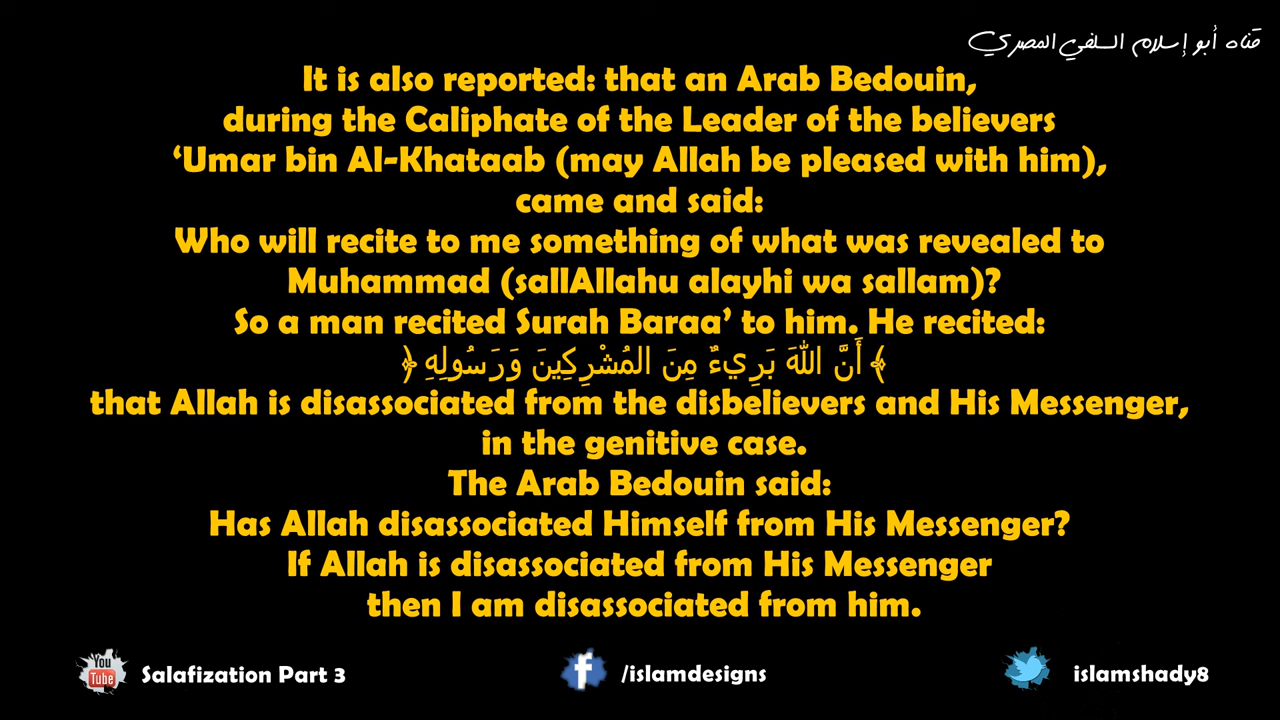 قناه أبو إسلام السلفي المصري
It is also reported: that an Arab Bedouin,
during the Caliphate of the Leader of the believers
‘Umar bin Al-Khataab (may Allah be pleased with him),
came and said:
Who will recite to me something of what was revealed to
Muhammad (sallAllahu alayhi wa sallam)?
So a man recited Surah Baraa’ to him. He recited:
﴿أَنَّ اللهَ بَرِيءٌ مِنَ المُشْرِكِينَ وَرَسُولِهِ﴾
that Allah is disassociated from the disbelievers and His Messenger,
in the genitive case.
The Arab Bedouin said:
Has Allah disassociated Himself from His Messenger?
If Allah is disassociated from His Messenger
then I am disassociated from him.
You Tube Salafization Part 3 f /islamdesigns islamshady8